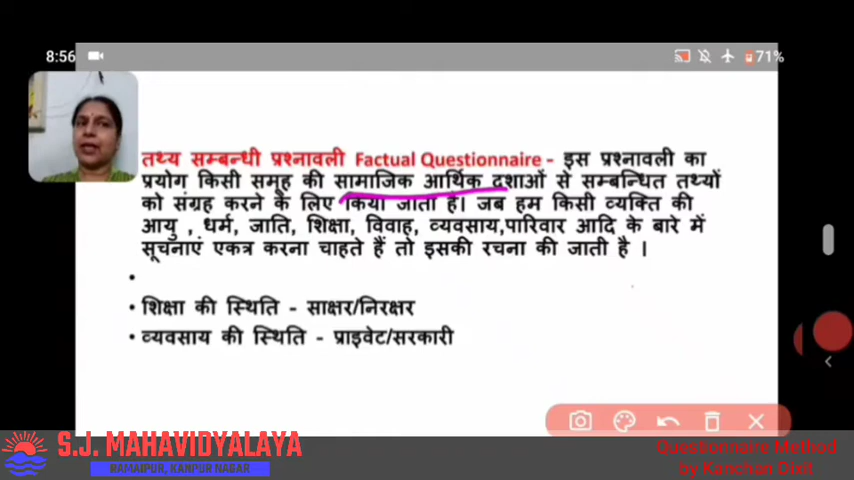 8:56
71%
तथ्य सम्बन्धी प्रश्नावली Factual Questionnaire - इस प्रश्नावली का
प्रयोग किसी समूह की सामाजिक आर्थिक दशाओं से सम्बन्धित तथ्यों
को संग्रह करने के लिए किया जाता है। जब हम किसी व्यक्ति की
आयु , धर्म, जाति, शिक्षा, विवाह, व्यवसाय,पारिवार आदि के बारे में
सूचनाएं एकत्र करना चाहते हैं तो इसकी रचना की जाती है ।
•
• शिक्षा की स्थिति - साक्षर/निरक्षर
• व्यवसाय की स्थिति - प्राइवेट/सरकारी
S.J. MAHAVIDYALAYA
RAMAIPUR, KANPUR NAGAR
Questionnaire Method
by Kanchan Dixit